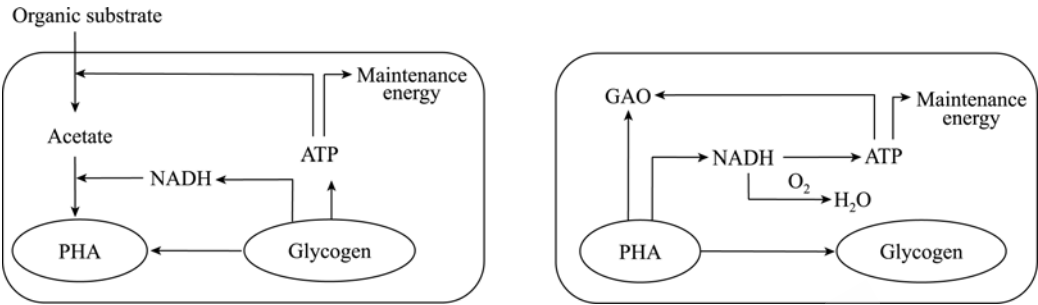 Organic substrate
Maintenance
energy
Acetate
ATP
NADH
PHA
Glycogen
GAO
Maintenance
energy
NADH
ATP
O₂
H₂O
PHA
Glycogen